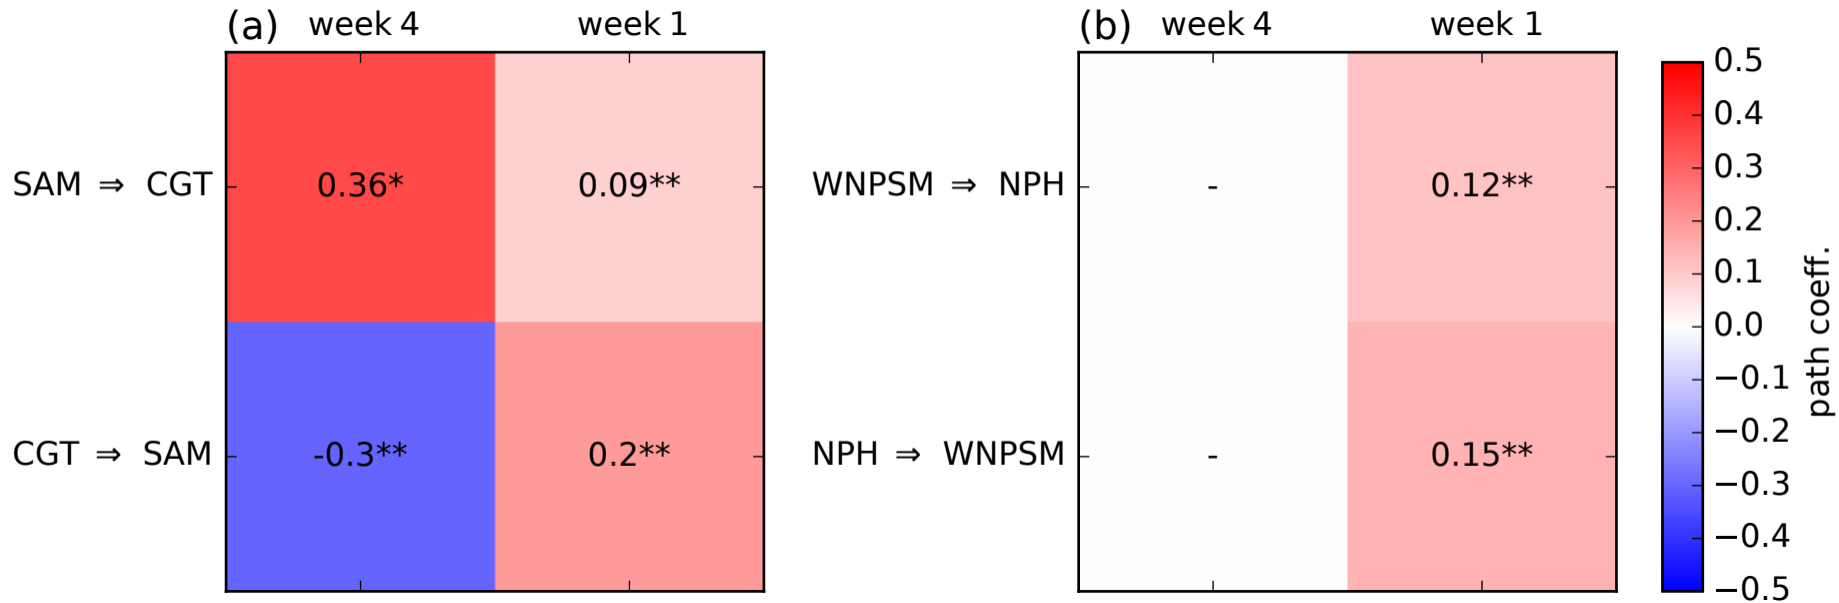 (a) week 4 week 1
SAM ⇒ CGT 0.36* 0.09**
CGT ⇒ SAM -0.3** 0.2**
(b) week 4 week 1
WNPSM ⇒ NPH - 0.12**
NPH ⇒ WNPSM - 0.15**
0.5
0.4
0.3
0.2
0.1
0.0
−0.1
−0.2
−0.3
−0.4
−0.5
path coeff.